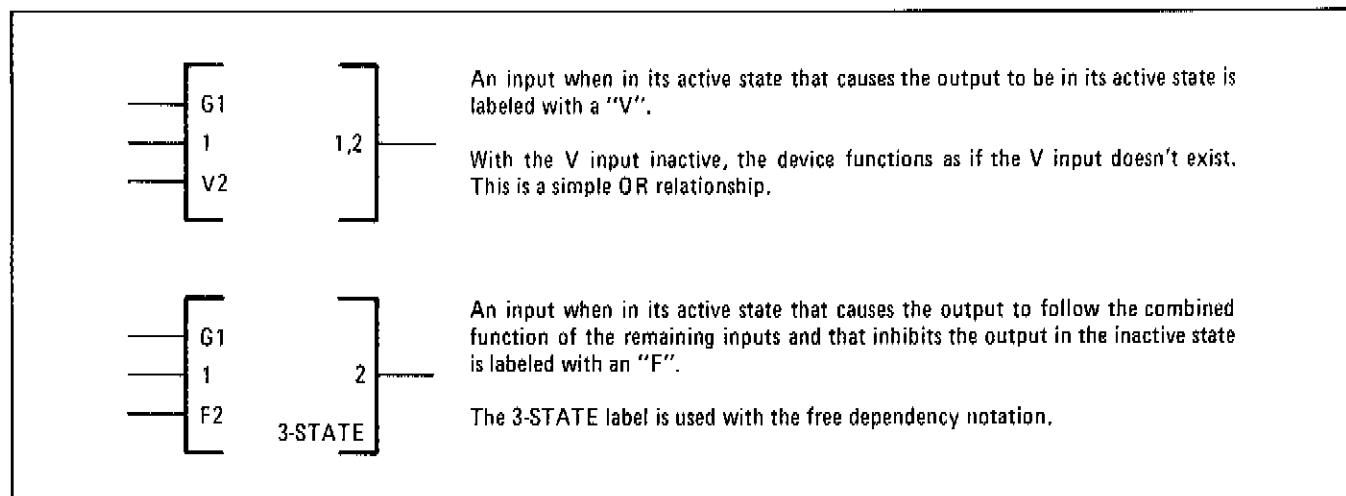 G1
1
V2
1,2
An input when in its active state that causes the output to be in its active state is
labeled with a "V".
With the V input inactive, the device functions as if the V input doesn't exist.
This is a simple OR relationship.
G1
1
F2
2
3-STATE
An input when in its active state that causes the output to follow the combined
function of the remaining inputs and that inhibits the output in the inactive state
is labeled with an "F".
The 3-STATE label is used with the free dependency notation.